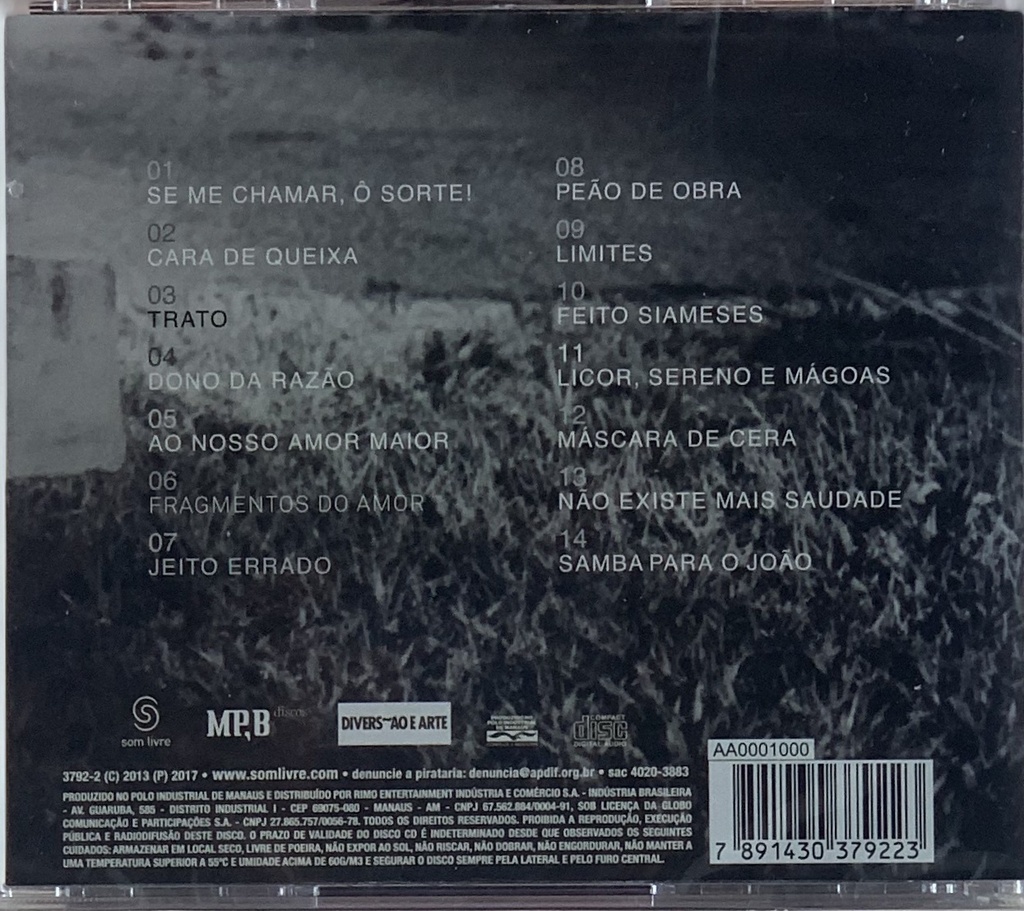 01
SE ME CHAMAR, Ô SORTE!
02
CARA DE QUEIXA
03
TRATO
04
DONO DA RAZÃO
05
AO NOSSO AMOR MAIOR
06
FRAGMENTOS DO AMOR
07
JEITO ERRADO
08
PEÃO DE OBRA
09
LIMITES
10
FEITO SIAMESES
11
LICOR, SERENO E MÁGOAS
12
MÁSCARA DE CERA
13
NÃO EXISTE MAIS SAUDADE
14
SAMBA PARA O JOÃO
som livre
MP,B discos
DIVERS~AO E ARTE
COMPACT
disc
DIGITAL AUDIO
AA0001000
7 891430 379223
3792-2 (C) 2013 (P) 2017 • www.somlivre.com • denuncie a pirataria: denuncia@apdif.org.br • sac 4020-3883
PRODUZIDO NO POLO INDUSTRIAL DE MANAUS E DISTRIBUÍDO POR RIMO ENTERTAINMENT INDÚSTRIA E COMÉRCIO S.A. - INDÚSTRIA BRASILEIRA
- AV. GUARUBA, 585 - DISTRITO INDUSTRIAL I - CEP 69075-080 - MANAUS - AM - CNPJ 67.562.884/0004-91, SOB LICENÇA DA GLOBO
COMUNICAÇÃO E PARTICIPAÇÕES S.A. - CNPJ 27.865.757/0056-78. TODOS OS DIREITOS RESERVADOS. PROIBIDA A REPRODUÇÃO, EXECUÇÃO
PÚBLICA E RADIODIFUSÃO DESTE DISCO. O PRAZO DE VALIDADE DO DISCO CD É INDETERMINADO DESDE QUE OBSERVADOS OS SEGUINTES
CUIDADOS: ARMAZENAR EM LOCAL SECO, LIVRE DE POEIRA, NÃO EXPOR AO SOL, NÃO RISCAR, NÃO DOBRAR, NÃO ENGORDURAR, NÃO MANTER A
UMA TEMPERATURA SUPERIOR A 55°C E UMIDADE ACIMA DE 60G/M3 E SEGURAR O DISCO SEMPRE PELA LATERAL E PELO FURO CENTRAL.